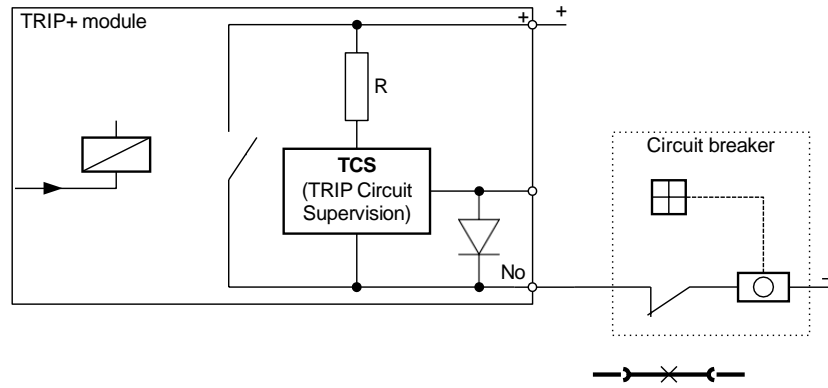 TRIP+ module
+
+
R
TCS
(TRIP Circuit
Supervision)
No
Circuit breaker
-